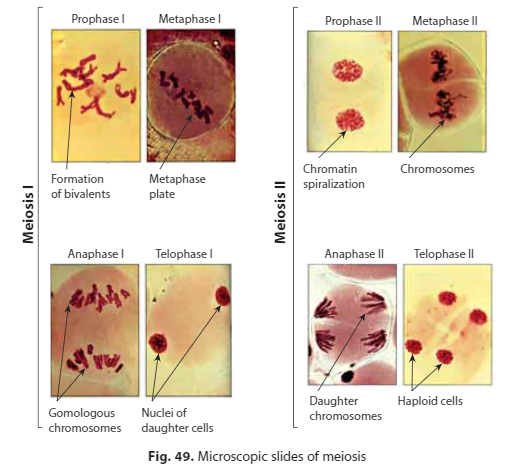 Meiosis I
Prophase I
Metaphase I
Formation
of bivalents
Metaphase
plate
Anaphase I
Telophase I
Gomologous
chromosomes
Nuclei of
daughter cells
Meiosis II
Prophase II
Metaphase II
Chromatin
spiralization
Chromosomes
Anaphase II
Telophase II
Daughter
chromosomes
Haploid cells
Fig. 49. Microscopic slides of meiosis